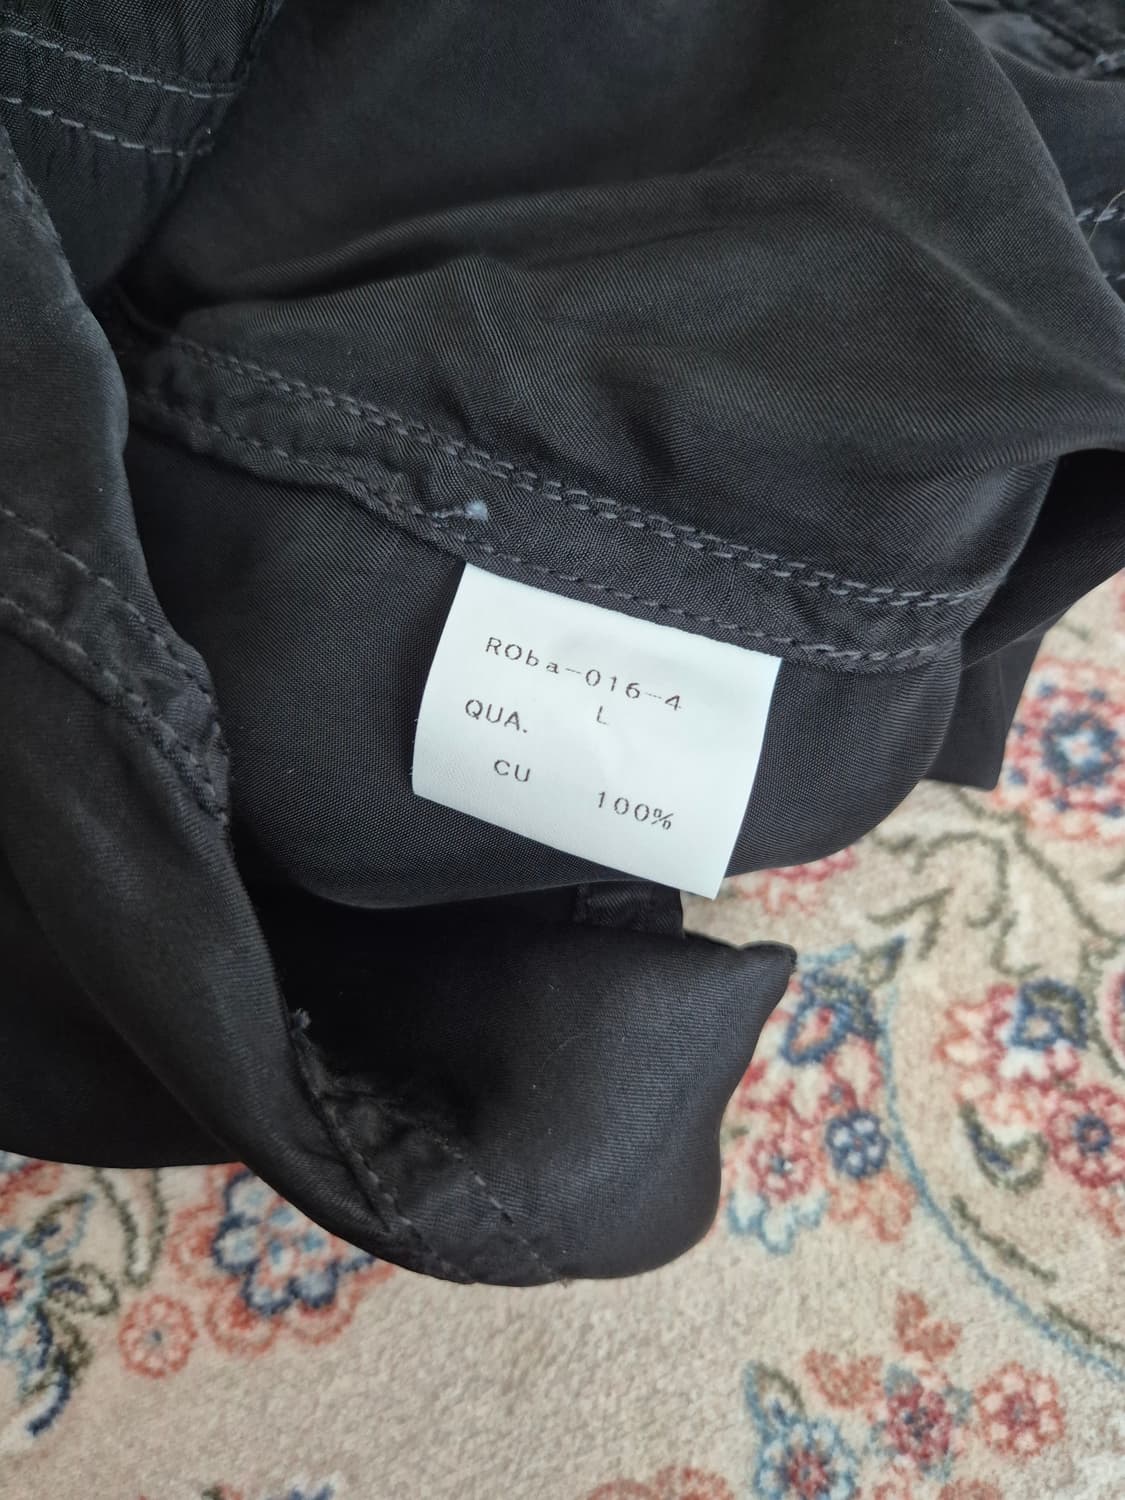 ROba-016-4
L
QUA.
CU
100%